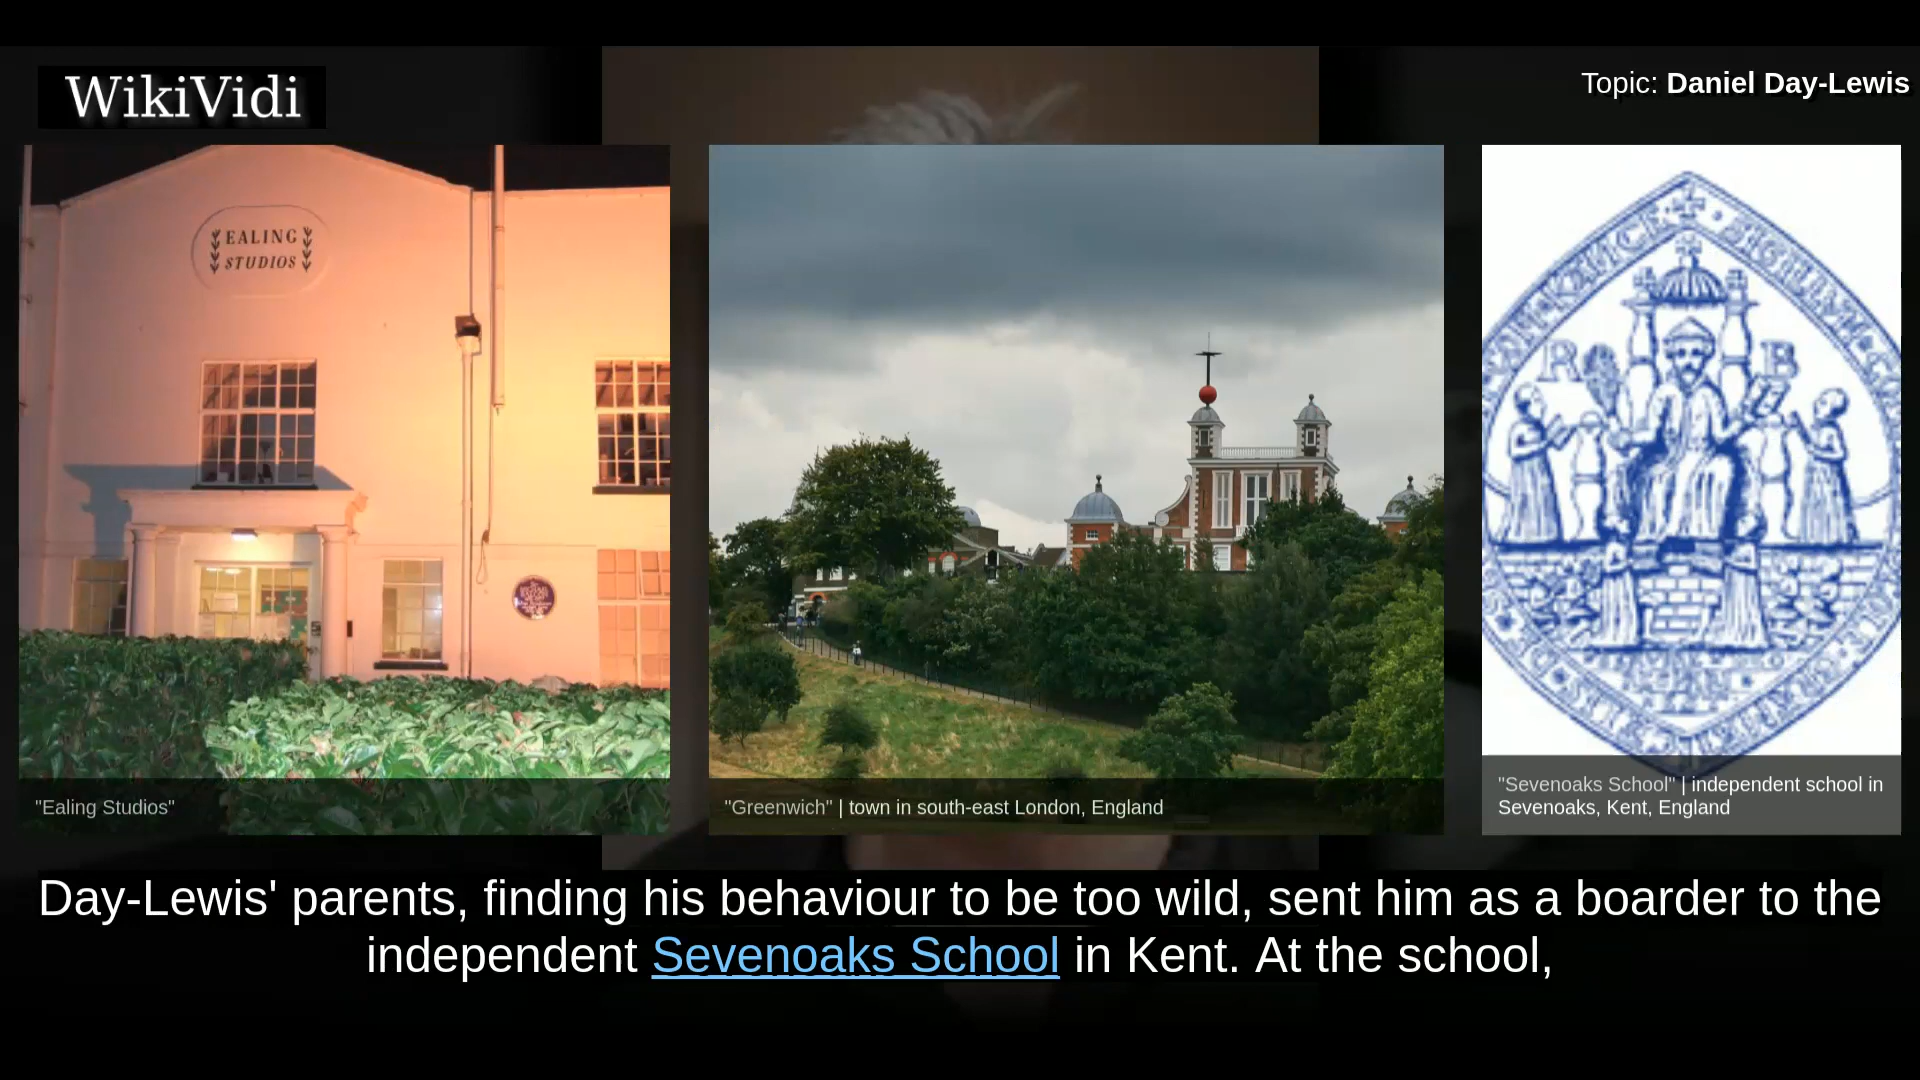 WikiVidi
Topic: Daniel Day-Lewis
EALING
STUDIOS
R
B
"Ealing Studios"
"Greenwich" | town in south-east London, England
"Sevenoaks School" | independent school in
Sevenoaks, Kent, England
Day-Lewis' parents, finding his behaviour to be too wild, sent him as a boarder to the
independent Sevenoaks School in Kent. At the school,